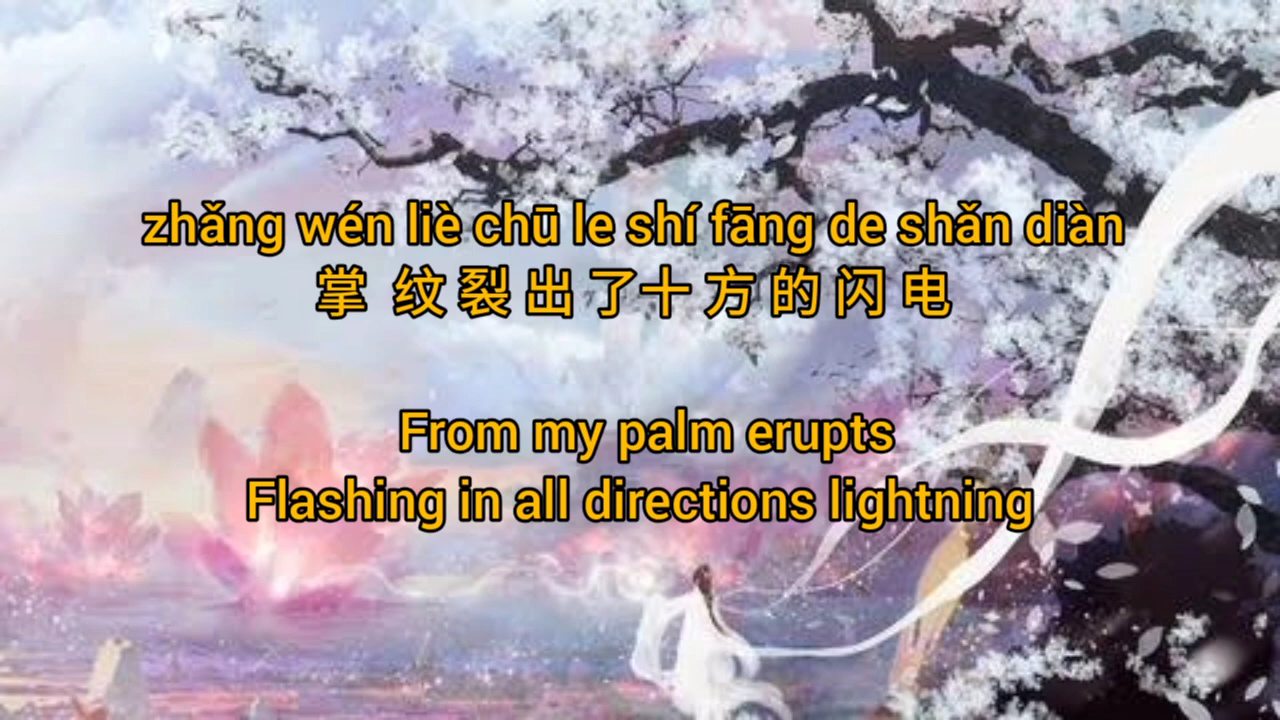 zhǎng wén liè chū le shí fāng de shǎn diàn
掌 纹 裂 出 了 十 方 的 闪 电
From my palm erupts
Flashing in all directions lightning